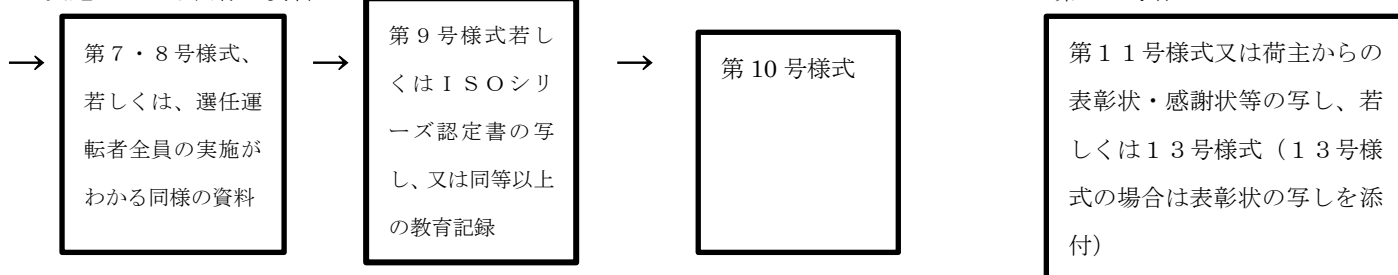 →
第７・８号様式、
若しくは、選任運
転者全員の実施が
わかる同様の資料
→
第９号様式若し
くはＩＳＯシリ
ーズ認定書の写
し、又は同等以上
の教育記録
→
第 10 号様式
第１１号様式又は荷主からの
表彰状・感謝状等の写し、若
しくは１３号様式（１３号様
式の場合は表彰状の写しを添
付）